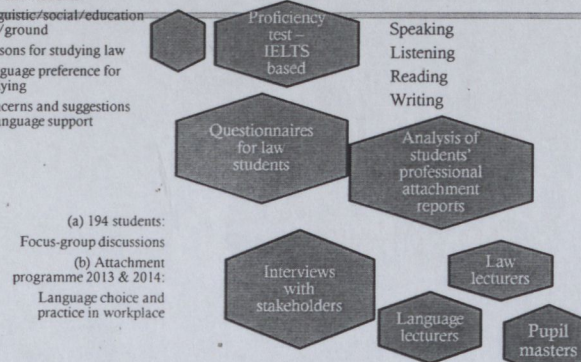 guistic/social/education
/ground
sons for studying law
guage preference for
ying
cerns and suggestions
anguage support
Proficiency
test –
IELTS
based
Speaking
Listening
Reading
Writing
Questionnaires
for law
students
Analysis of
students'
professional
attachment
reports
(a) 194 students:
Focus-group discussions
(b) Attachment
programme 2013 & 2014:
Language choice and
practice in workplace
Interviews
with
stakeholders
Law
lecturers
Language
lecturers
Pupil
masters